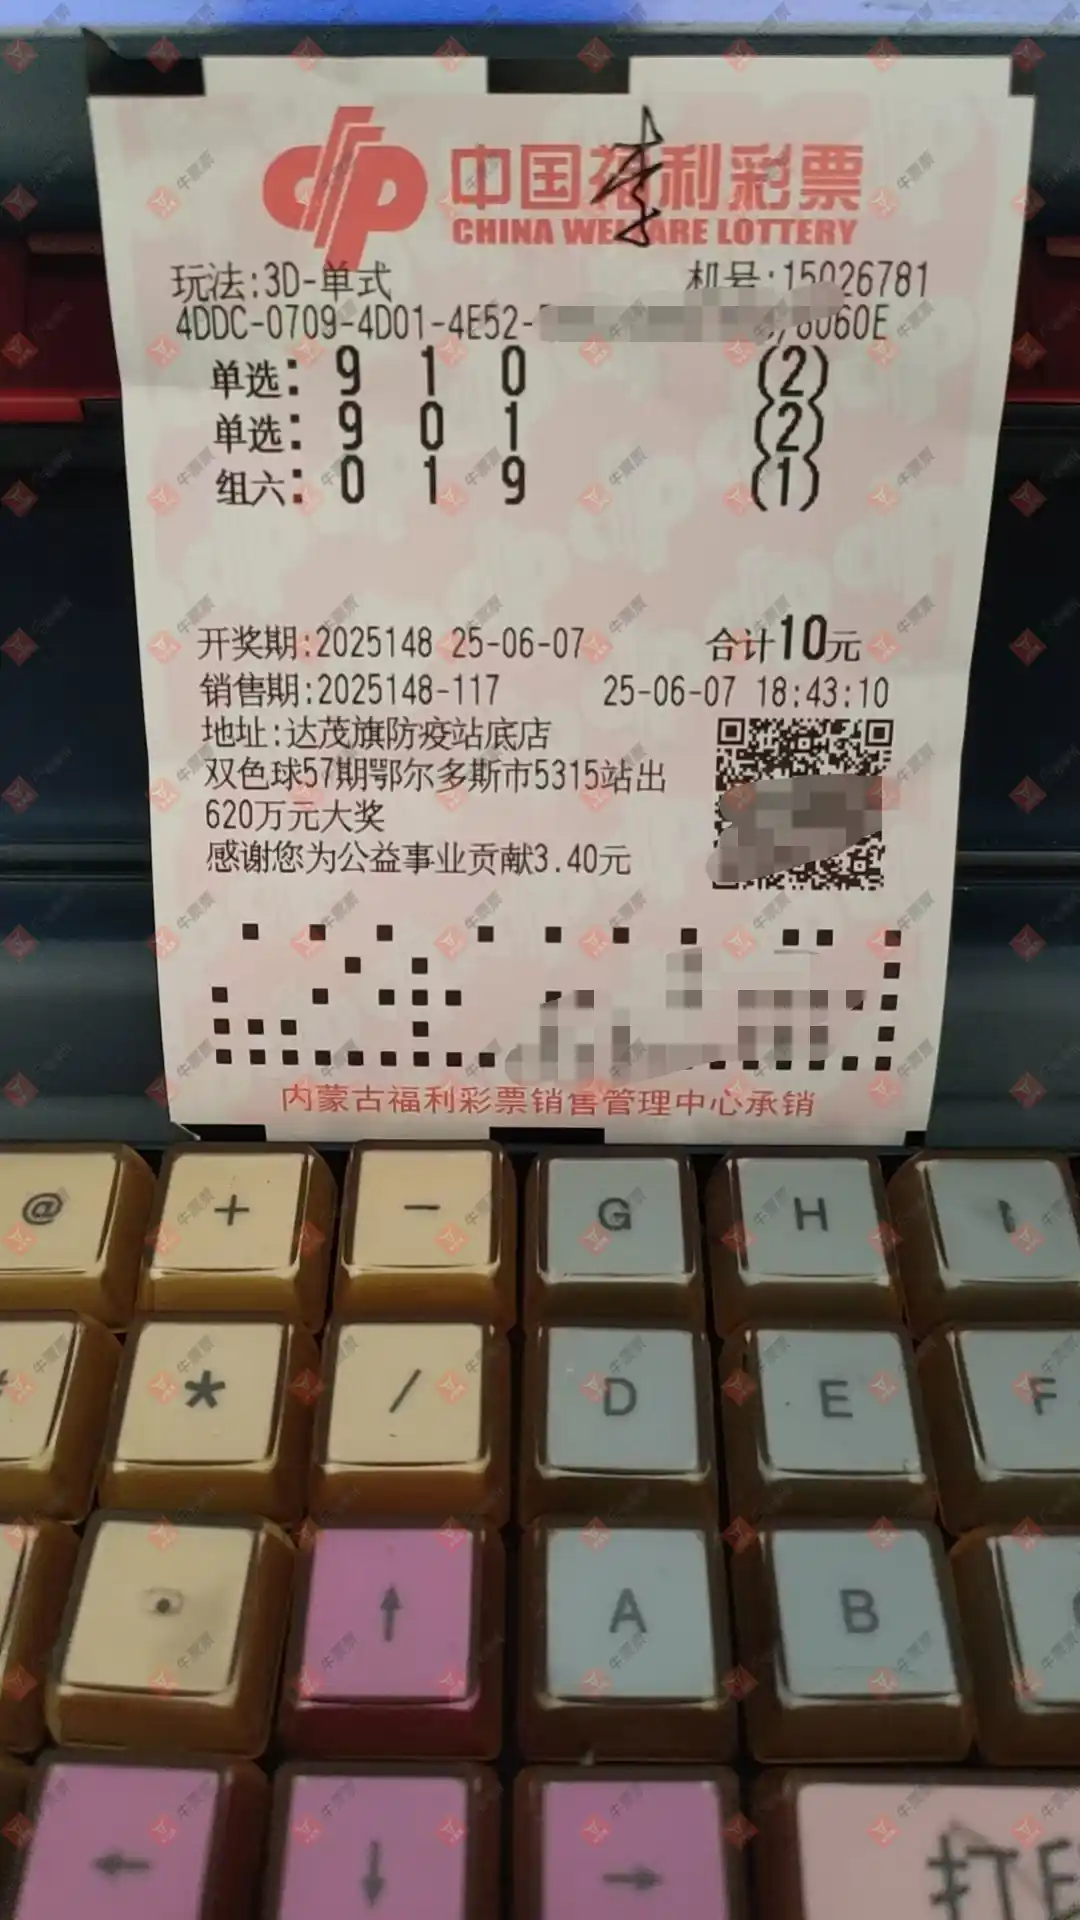 李
中国福利彩票
CHINA WELFARE LOTTERY
玩法:3D-单式 机号:15026781
4DDC-0709-4D01-4E52- 6060E
单选: 9 1 0 (2)
单选: 9 0 1 (2)
组六: 0 1 9 (1)
开奖期:2025148 25-06-07 合计10元
销售期:2025148-117 25-06-07 18:43:10
地址:达茂旗防疫站底店
双色球57期鄂尔多斯市5315站出
620万元大奖
感谢您为公益事业贡献3.40元
内蒙古福利彩票销售管理中心承销
@ + - G H I
* / D E F
. ↑ A B
← ↓ →
牛票票